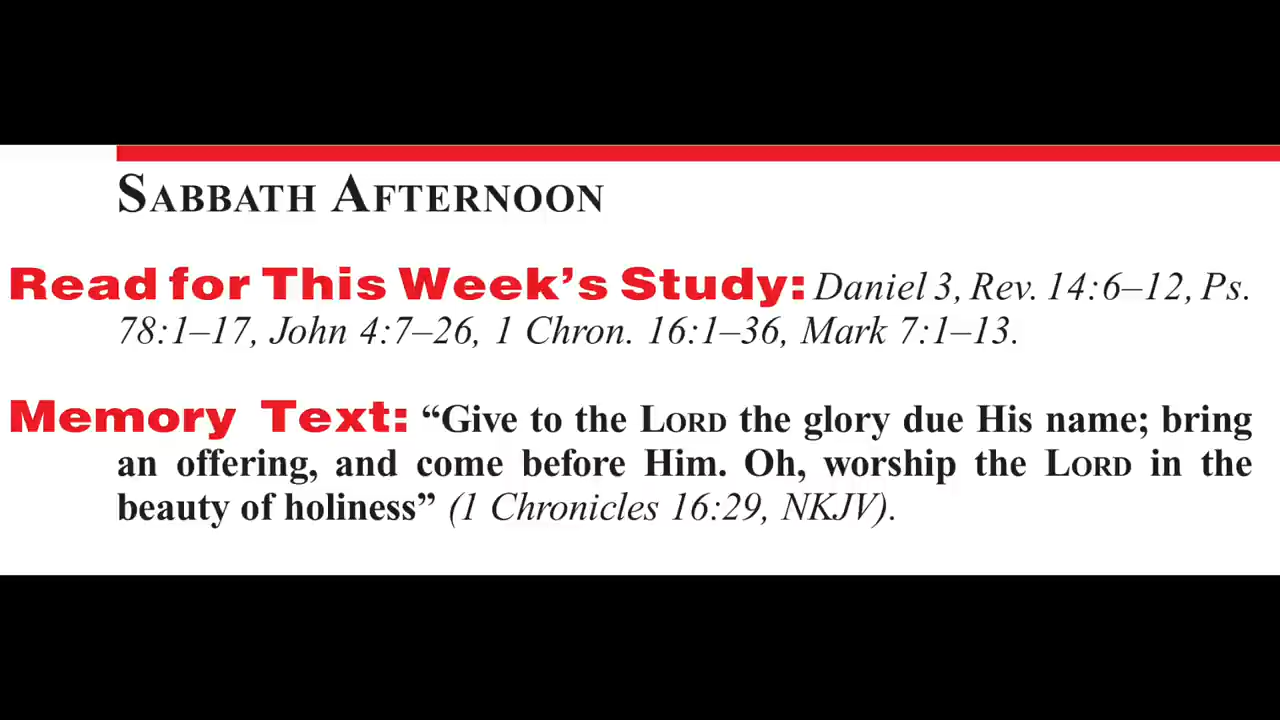 SABBATH AFTERNOON
Read for This Week’s Study: Daniel 3, Rev. 14:6–12, Ps.
78:1–17, John 4:7–26, 1 Chron. 16:1–36, Mark 7:1–13.
Memory Text: “Give to the LORD the glory due His name; bring
an offering, and come before Him. Oh, worship the LORD in the
beauty of holiness” (1 Chronicles 16:29, NKJV).